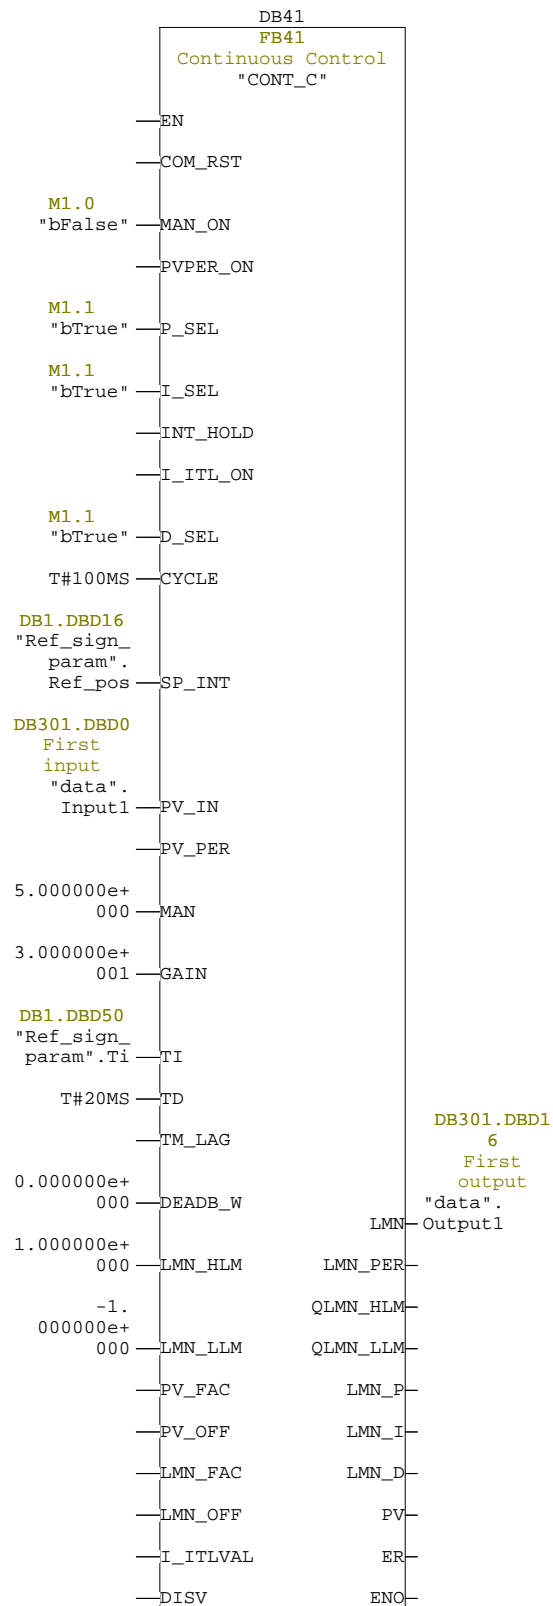 DB41
FB41
Continuous Control
"CONT_C"
EN
COM_RST
M1.0
"bFalse"
MAN_ON
PVPER_ON
M1.1
"bTrue"
P_SEL
M1.1
"bTrue"
I_SEL
INT_HOLD
I_ITL_ON
M1.1
"bTrue"
D_SEL
T#100MS
CYCLE
DB1.DBD16
"Ref_sign_
param".
Ref_pos
SP_INT
DB301.DBD0
First
input
"data".
Input1
PV_IN
PV_PER
5.000000e+
000
MAN
3.000000e+
001
GAIN
DB1.DBD50
"Ref_sign_
param".Ti
TI
T#20MS
TD
TM_LAG
0.000000e+
000
DEADB_W
DB301.DBD1
6
First
output
"data".
LMN
Output1
1.000000e+
000
LMN_HLM
LMN_PER
-1.
000000e+
000
LMN_LLM
QLMN_HLM
QLMN_LLM
PV_FAC
LMN_P
PV_OFF
LMN_I
LMN_FAC
LMN_D
LMN_OFF
PV
I_ITLVAL
ER
DISV
ENO